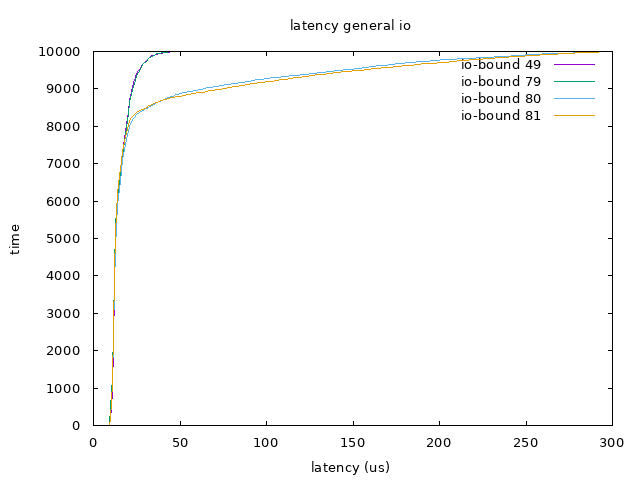 latency general io
10000
9000
8000
7000
6000
5000
4000
3000
2000
1000
0
time
io-bound 49
io-bound 79
io-bound 80
io-bound 81
0 50 100 150 200 250 300
latency (us)